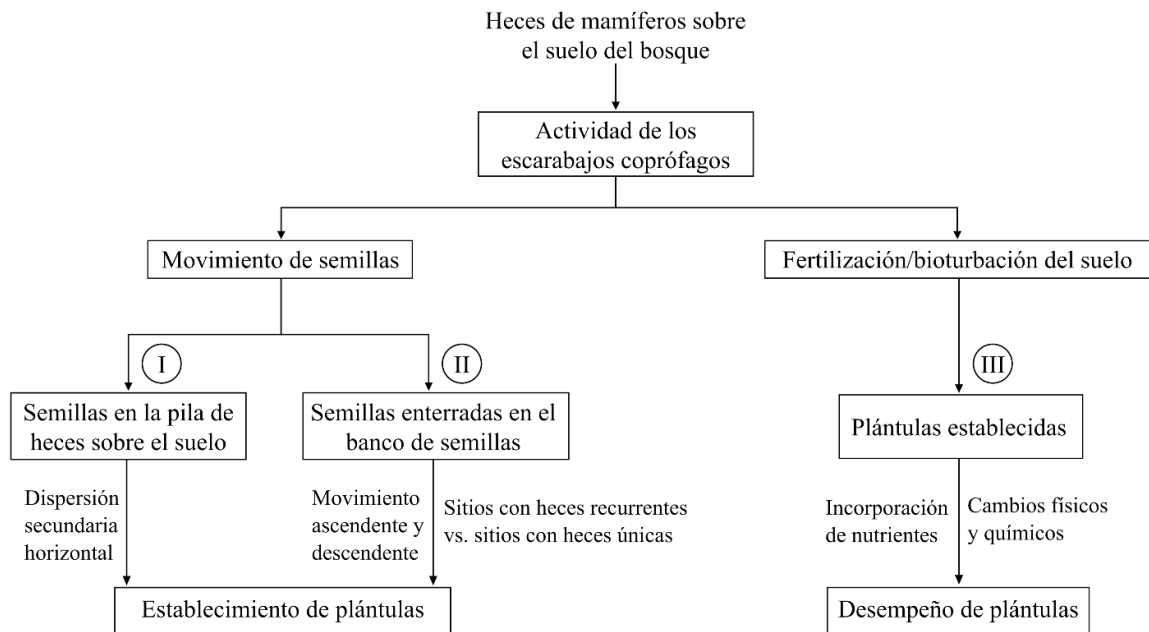 Heces de mamíferos sobre
el suelo del bosque
Actividad de los
escarabajos coprófagos
Movimiento de semillas
Fertilización/bioturbación del suelo
I
II
III
Semillas en la pila de
heces sobre el suelo
Semillas enterradas en el
banco de semillas
Plántulas establecidas
Dispersión
secundaria
horizontal
Movimiento
ascendente y
descendente
Sitios con heces recurrentes
vs. sitios con heces únicas
Incorporación
de nutrientes
Cambios físicos
y químicos
Establecimiento de plántulas
Desempeño de plántulas